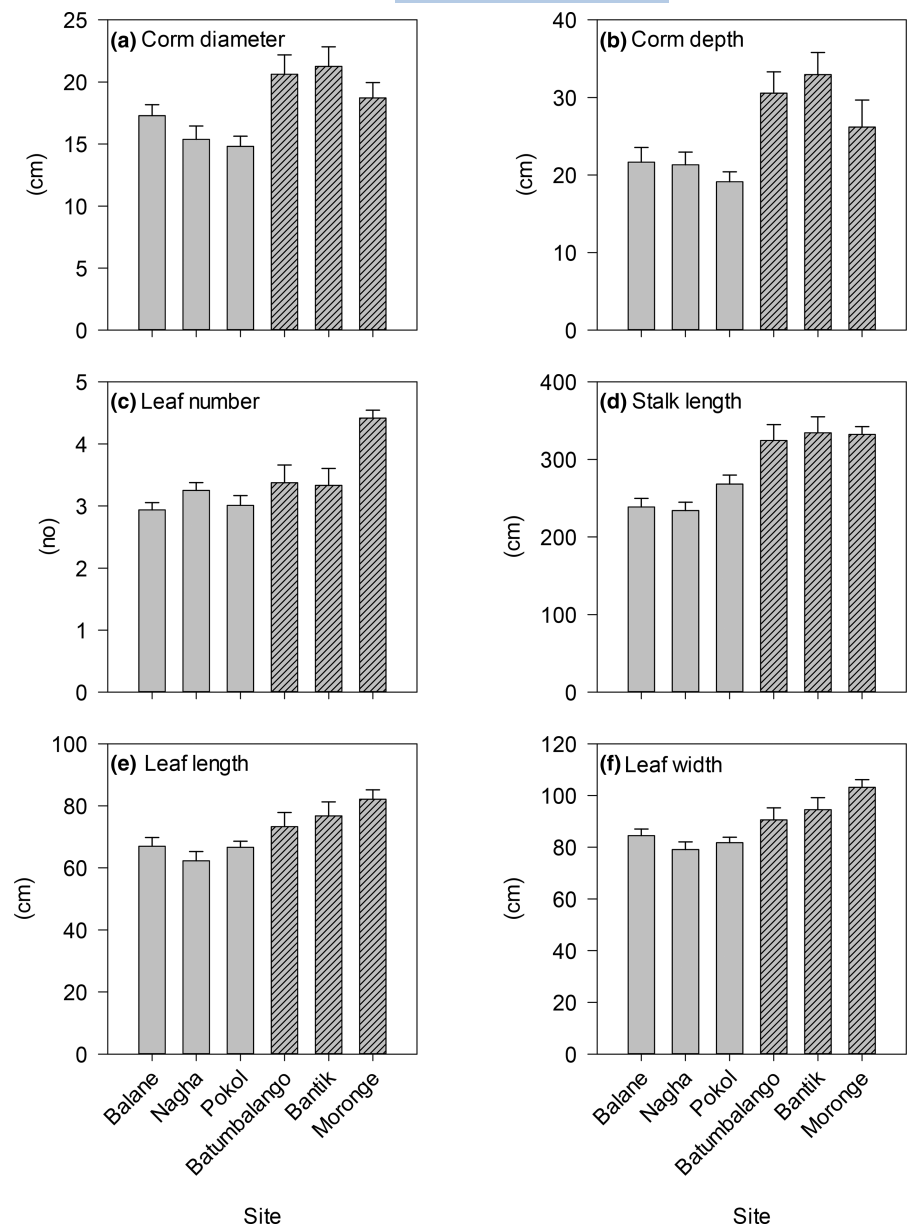 (a) Corm diameter
25
20
15
10
5
0
(cm)
(b) Corm depth
40
30
20
10
0
(cm)
(c) Leaf number
5
4
3
2
1
0
(no)
(d) Stalk length
400
300
200
100
0
(cm)
(e) Leaf length
100
80
60
40
20
0
(cm)
Balane
Nagha
Pokol
Batumbalango
Bantik
Moronge
Site
(f) Leaf width
120
100
80
60
40
20
0
(cm)
Balane
Nagha
Pokol
Batumbalango
Bantik
Moronge
Site